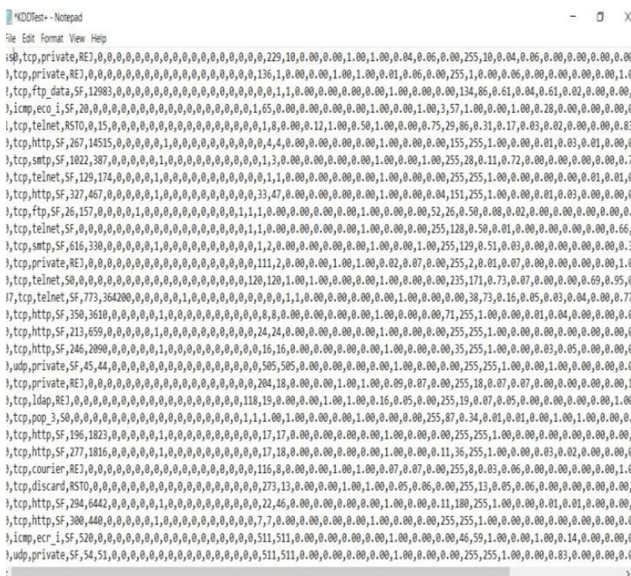 *KDDTest+ - Notepad
File Edit Format View Help
0,tcp,private,REJ,0,0,0,0,0,0,0,0,0,0,0,0,0,0,0,0,0,0,229,10,0.00,0.00,1.00,1.00,0.04,0.06,0.00,255,10,0.04,0.06,0.00,0.00,0.00,0.0
),tcp,private,REJ,0,0,0,0,0,0,0,0,0,0,0,0,0,0,0,0,0,0,136,1,0.00,0.00,1.00,1.00,0.01,0.06,0.00,255,1,0.00,0.06,0.00,0.00,0.00,0.00,1.0
,tcp,ftp_data,SF,12983,0,0,0,0,0,0,0,0,0,0,0,0,0,0,0,0,0,1,1,0.00,0.00,0.00,0.00,1.00,0.00,0.00,134,86,0.61,0.04,0.61,0.02,0.00,0.00,
,icmp,eco_i,SF,20,0,0,0,0,0,0,0,0,0,0,0,0,0,0,0,0,0,1,65,0.00,0.00,0.00,0.00,1.00,0.00,1.00,3,57,1.00,0.00,1.00,0.28,0.00,0.00,0.00,
,tcp,telnet,RSTO,0,15,0,0,0,0,0,0,0,0,0,0,0,0,0,0,0,0,1,8,0.00,0.12,1.00,0.50,1.00,0.00,0.75,29,86,0.31,0.17,0.03,0.02,0.00,0.00,0.83
),tcp,http,SF,267,14515,0,0,0,0,0,1,0,0,0,0,0,0,0,0,0,0,4,4,0.00,0.00,0.00,0.00,1.00,0.00,0.00,155,255,1.00,0.00,0.01,0.03,0.01,0.00,
),tcp,smtp,SF,1022,387,0,0,0,0,0,1,0,0,0,0,0,0,0,0,0,0,1,3,0.00,0.00,0.00,0.00,1.00,0.00,1.00,255,28,0.11,0.72,0.00,0.00,0.00,0.00,
),tcp,telnet,SF,129,174,0,0,0,0,0,1,0,0,0,0,0,0,0,0,0,0,1,1,0.00,0.00,0.00,0.00,1.00,0.00,0.00,255,255,1.00,0.00,0.00,0.00,0.01,0.01,
),tcp,http,SF,327,467,0,0,0,0,0,1,0,0,0,0,0,0,0,0,0,0,33,47,0.00,0.00,0.00,0.00,1.00,0.00,0.04,151,255,1.00,0.00,0.01,0.03,0.00,0.00,
),tcp,ftp,SF,26,157,0,0,0,0,1,0,0,0,0,0,0,0,0,0,0,1,1,1,0.00,0.00,0.00,0.00,1.00,0.00,0.00,52,26,0.50,0.08,0.02,0.00,0.00,0.00,0.00,
),tcp,telnet,SF,0,0,0,0,0,0,0,0,0,0,0,0,0,0,0,0,0,0,1,1,0.00,0.00,0.00,0.00,1.00,0.00,0.00,255,128,0.50,0.01,0.00,0.00,0.00,0.00,0.66,
),tcp,smtp,SF,616,330,0,0,0,0,0,1,0,0,0,0,0,0,0,0,0,0,1,2,0.00,0.00,0.00,0.00,1.00,0.00,1.00,255,129,0.51,0.03,0.00,0.00,0.00,0.00,
),tcp,private,REJ,0,0,0,0,0,0,0,0,0,0,0,0,0,0,0,0,0,0,111,2,0.00,0.00,1.00,1.00,0.02,0.07,0.00,255,2,0.01,0.07,0.00,0.00,0.00,0.00,
),tcp,telnet,S0,0,0,0,0,0,0,0,0,0,0,0,0,0,0,0,0,0,0,120,120,1.00,1.00,0.00,0.00,1.00,0.00,0.00,235,171,0.73,0.07,0.00,0.00,0.69,0.95,
37,tcp,telnet,SF,773,364200,0,0,0,0,0,1,0,0,0,0,0,0,0,0,0,0,1,1,0.00,0.00,0.00,0.00,1.00,0.00,0.00,38,73,0.16,0.05,0.03,0.04,0.00,0.77
),tcp,http,SF,350,3610,0,0,0,0,0,1,0,0,0,0,0,0,0,0,0,0,8,8,0.00,0.00,0.00,0.00,1.00,0.00,0.00,71,255,1.00,0.00,0.01,0.04,0.00,0.00,
),tcp,http,SF,213,659,0,0,0,0,0,1,0,0,0,0,0,0,0,0,0,0,24,24,0.00,0.00,0.00,0.00,1.00,0.00,0.00,255,255,1.00,0.00,0.00,0.00,0.00,0.00,
),tcp,http,SF,246,2090,0,0,0,0,0,1,0,0,0,0,0,0,0,0,0,0,16,16,0.00,0.00,0.00,0.00,1.00,0.00,0.00,35,255,1.00,0.00,0.03,0.05,0.00,0.00,
),udp,private,SF,45,44,0,0,0,0,0,0,0,0,0,0,0,0,0,0,0,0,505,505,0.00,0.00,0.00,0.00,1.00,0.00,0.00,255,255,1.00,0.00,1.00,0.00,0.00,
),tcp,private,REJ,0,0,0,0,0,0,0,0,0,0,0,0,0,0,0,0,0,0,204,18,0.00,0.00,1.00,1.00,0.09,0.07,0.00,255,18,0.07,0.07,0.00,0.00,0.00,0.00,
),tcp,ldap,REJ,0,0,0,0,0,0,0,0,0,0,0,0,0,0,0,0,0,0,118,19,0.00,0.00,1.00,1.00,0.16,0.05,0.00,255,19,0.07,0.05,0.00,0.00,0.00,0.00,1.00
),tcp,pop_3,S0,0,0,0,0,0,0,0,0,0,0,0,0,0,0,0,0,0,1,1,1.00,1.00,0.00,0.00,1.00,0.00,0.00,255,87,0.34,0.01,0.01,0.00,1.00,1.00,0.00,0.0
),tcp,http,SF,196,1823,0,0,0,0,0,1,0,0,0,0,0,0,0,0,0,0,17,17,0.00,0.00,0.00,0.00,1.00,0.00,0.00,255,255,1.00,0.00,0.00,0.00,0.00,0.00,
),tcp,http,SF,277,1816,0,0,0,0,0,1,0,0,0,0,0,0,0,0,0,0,17,18,0.00,0.00,0.00,0.00,1.00,0.00,0.11,36,255,1.00,0.00,0.03,0.02,0.00,0.00,
),tcp,courier,REJ,0,0,0,0,0,0,0,0,0,0,0,0,0,0,0,0,0,0,116,8,0.00,0.00,1.00,1.00,0.07,0.07,0.00,255,8,0.03,0.06,0.00,0.00,0.00,0.00,1.0
),tcp,discard,RSTO,0,0,0,0,0,0,0,0,0,0,0,0,0,0,0,0,0,0,273,13,0.00,0.00,1.00,1.00,0.05,0.06,0.00,255,13,0.05,0.06,0.00,0.00,0.00,0.00,
),tcp,http,SF,294,6442,0,0,0,0,0,1,0,0,0,0,0,0,0,0,0,0,22,46,0.00,0.00,0.00,0.00,1.00,0.00,0.11,180,255,1.00,0.00,0.01,0.01,0.00,0.00,
),tcp,http,SF,300,440,0,0,0,0,0,1,0,0,0,0,0,0,0,0,0,0,7,7,0.00,0.00,0.00,0.00,1.00,0.00,0.00,255,255,1.00,0.00,0.00,0.00,0.00,0.00,
),icmp,ecr_i,SF,520,0,0,0,0,0,0,0,0,0,0,0,0,0,0,0,0,0,511,511,0.00,0.00,0.00,0.00,1.00,0.00,0.00,46,59,1.00,0.00,1.00,0.14,0.00,0.00,
),udp,private,SF,54,51,0,0,0,0,0,0,0,0,0,0,0,0,0,0,0,0,511,511,0.00,0.00,0.00,0.00,1.00,0.00,0.00,255,255,1.00,0.00,0.83,0.00,0.00,